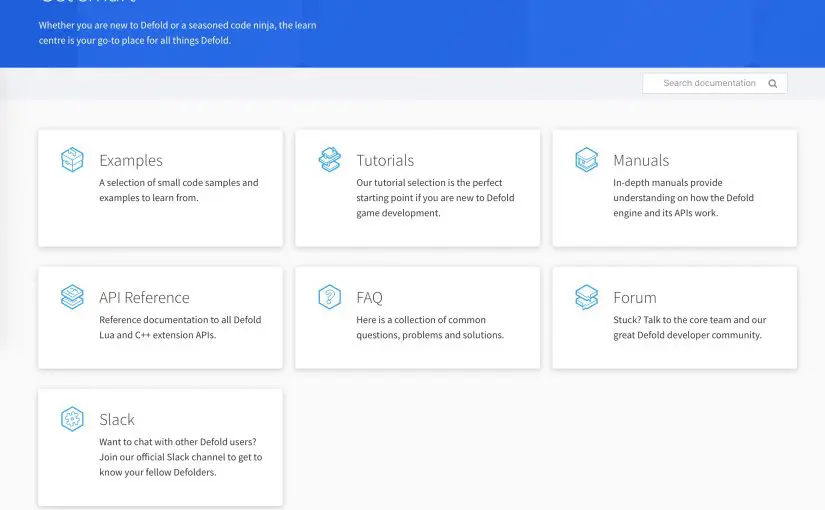 Whether you are new to Defold or a seasoned code ninja, the learn
centre is your go-to place for all things Defold.
Search documentation
Examples
A selection of small code samples and
examples to learn from.
Tutorials
Our tutorial selection is the perfect
starting point if you are new to Defold
game development.
Manuals
In-depth manuals provide
understanding on how the Defold
engine and its APIs work.
API Reference
Reference documentation to all Defold
Lua and C++ extension APIs.
FAQ
Here is a collection of common
questions, problems and solutions.
Forum
Stuck? Talk to the core team and our
great Defold developer community.
Slack
Want to chat with other Defold users?
Join our official Slack channel to get to
know your fellow Defolders.